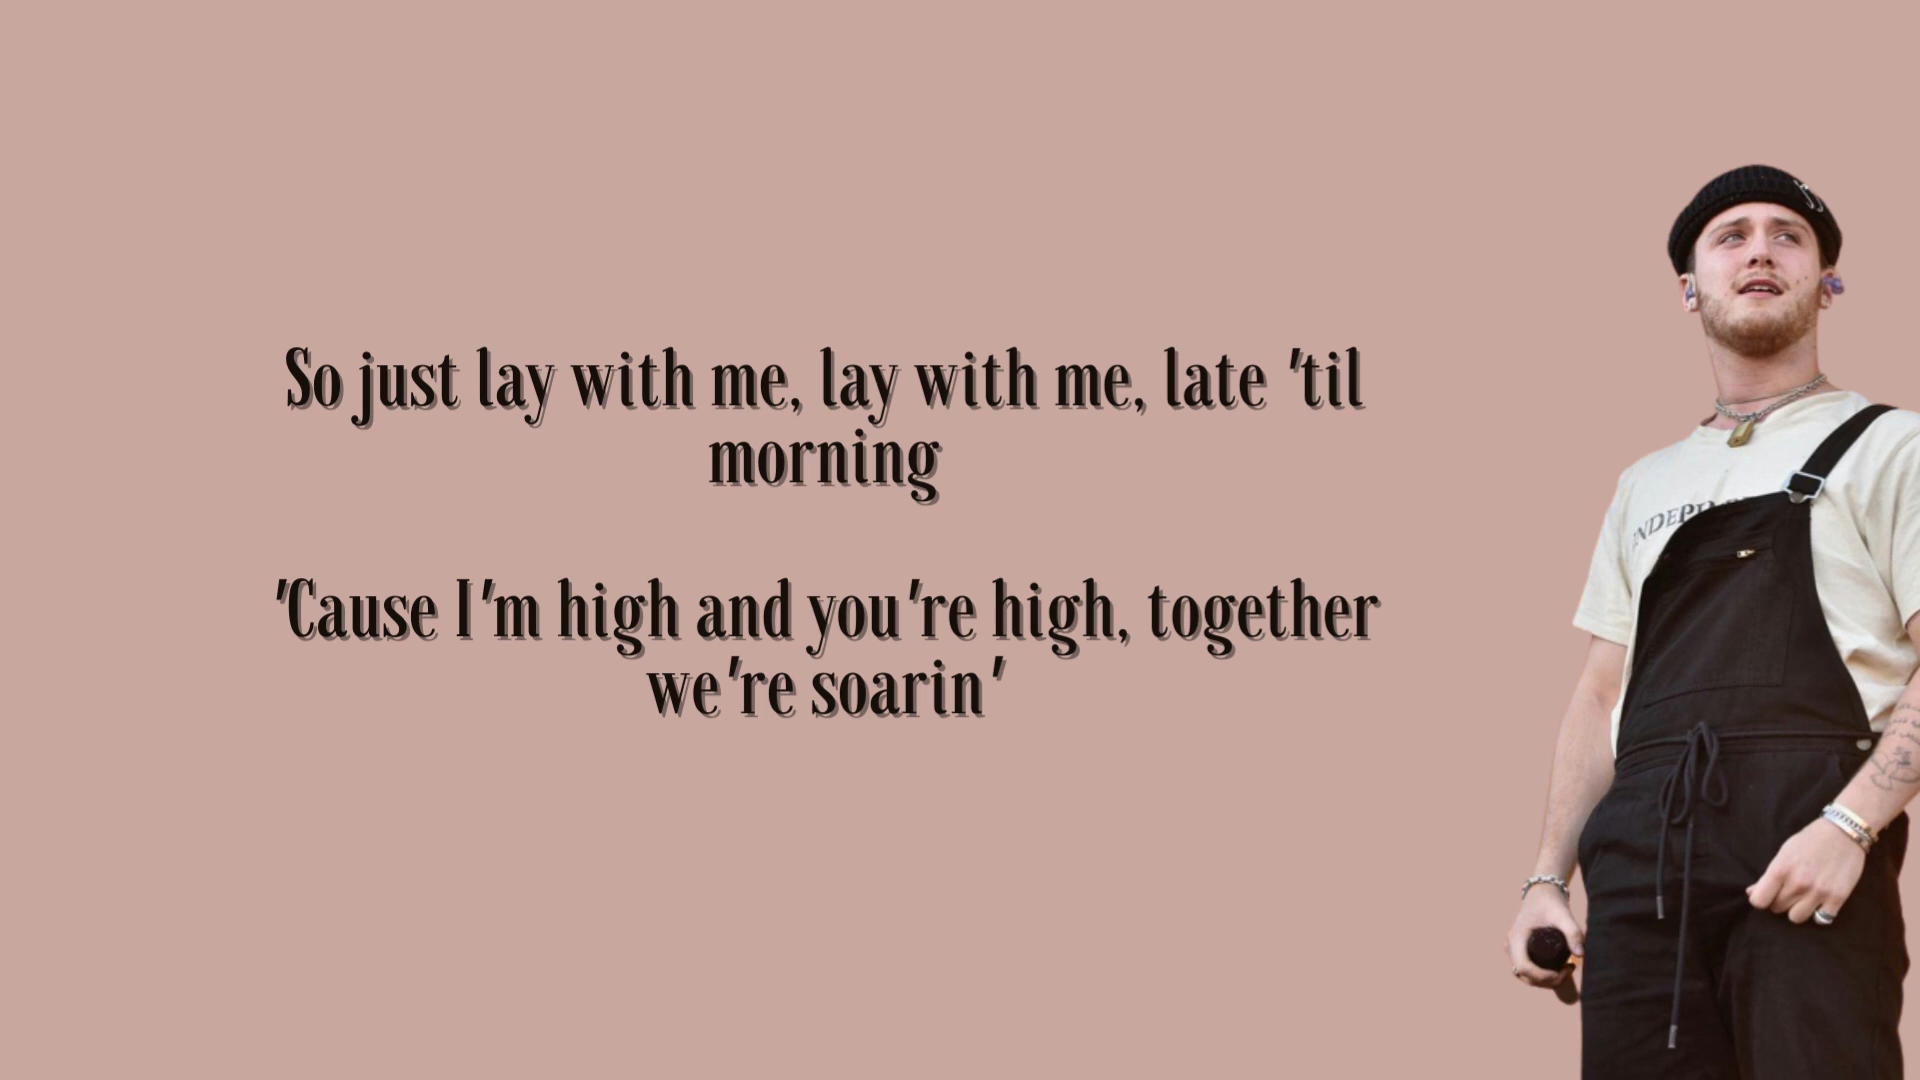 So just lay with me, lay with me, late 'til
morning
'Cause I'm high and you're high, together
we're soarin'